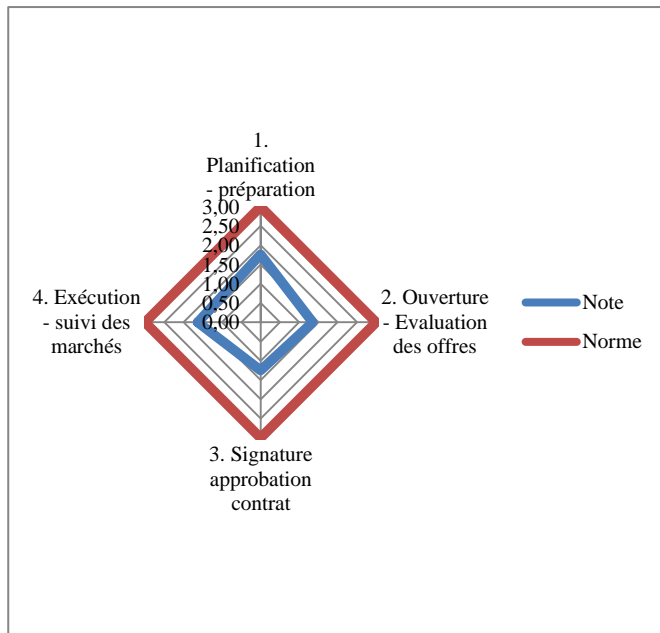 1.
Planification
- préparation
3,00
2,50
2,00
1,50
1,00
0,50
0,00
2. Ouverture
- Evaluation
des offres
3. Signature
approbation
contrat
4. Exécution
- suivi des
marchés
Note
Norme